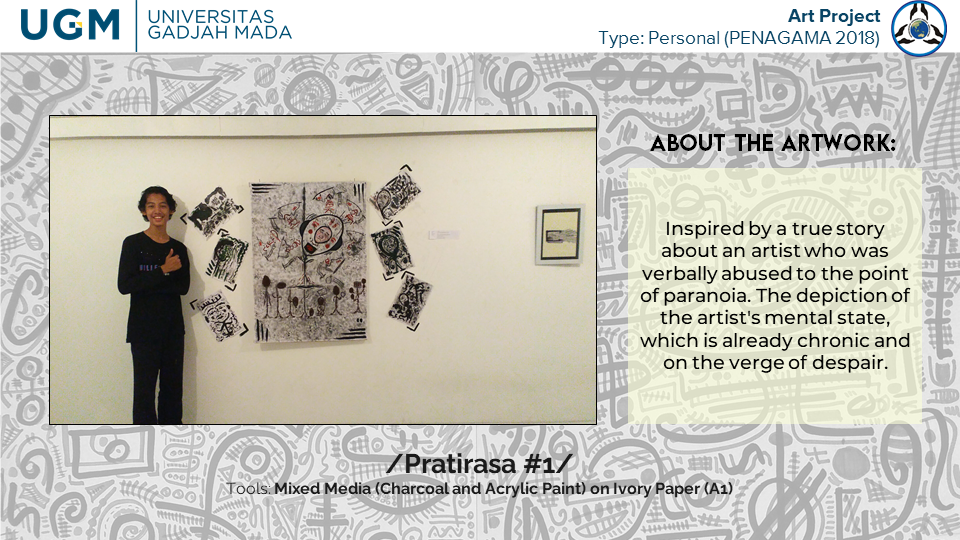 UGM
UNIVERSITAS
GADJAH MADA
Art Project
Type: Personal (PENAGAMA 2018)
ABOUT THE ARTWORK:
Inspired by a true story
about an artist who was
verbally abused to the point
of paranoia. The depiction of
the artist's mental state,
which is already chronic and
on the verge of despair.
/Pratirasa #1/
Tools: Mixed Media (Charcoal and Acrylic Paint) on Ivory Paper (A1)